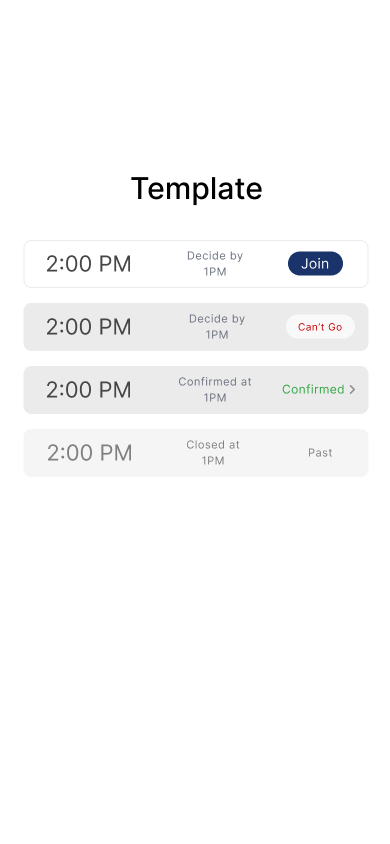 Template
2:00 PM
Decide by
1PM
Join
2:00 PM
Decide by
1PM
Can't Go
2:00 PM
Confirmed at
1PM
Confirmed
2:00 PM
Closed at
1PM
Past